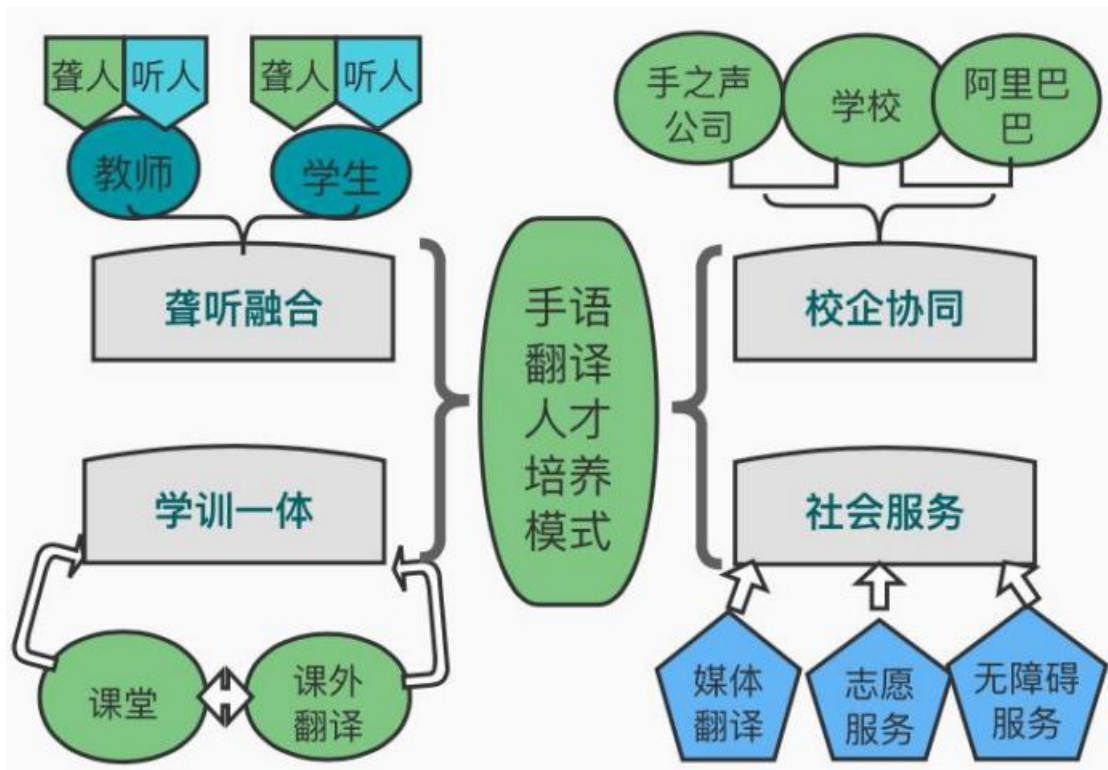 聋人
听人
聋人
听人
教师
学生
聋听融合
学训一体
课堂
课外
翻译
手语
翻译
人才
培养
模式
手之声
公司
学校
阿里巴
巴
校企协同
社会服务
媒体
翻译
志愿
服务
无障碍
服务